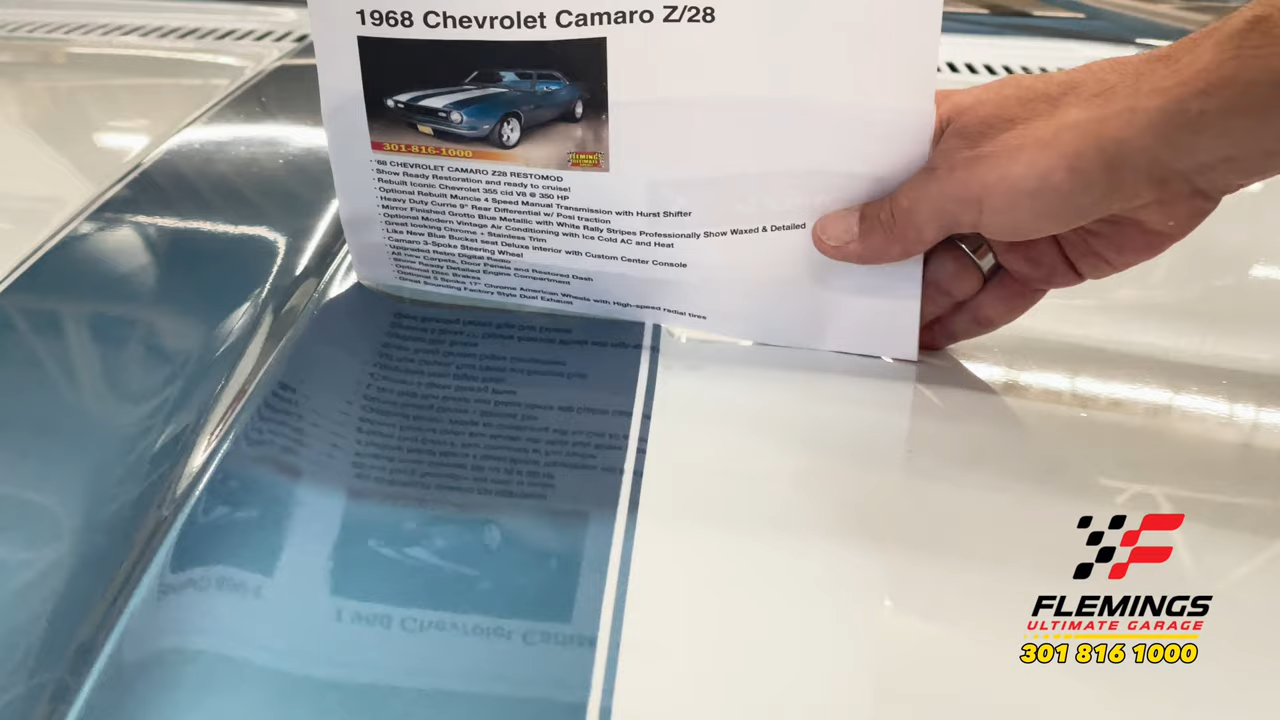 1968 Chevrolet Camaro Z/28
301-816-1000
FLEMINGS
ULTIMATE
• '68 CHEVROLET CAMARO Z28 RESTOMOD
• Show Ready Restoration and ready to cruise!
• Rebuilt Iconic Chevrolet 355 cid V8 @ 350 HP
• Optional Rebuilt Muncie 4 Speed Manual Transmission with Hurst Shifter
• Heavy Duty Currie 9" Rear Differential w/ Posi traction
• Mirror Finished Grotto Blue Metallic with White Rally Stripes Professionally Show Waxed & Detailed
• Optional Modern Vintage Air Conditioning with Ice Cold AC and Heat
• Great looking Chrome + Stainless Trim
• Like New Blue Bucket seat Deluxe interior with Custom Center Console
• Camaro 3-Spoke Steering Wheel
• Upgraded Retro Digital Radio
• All new Carpets, Door Panels and Restored Dash
• Show Ready Detailed Engine Compartment
• Optional Disc Brakes
• Optional 5 Spoke 17" Chrome American Wheels with High-speed radial tires
• Great Sounding Factory Style Dual Exhaust
1968 Chevrolet Camaro
FLEMINGS
ULTIMATE GARAGE
301 816 1000